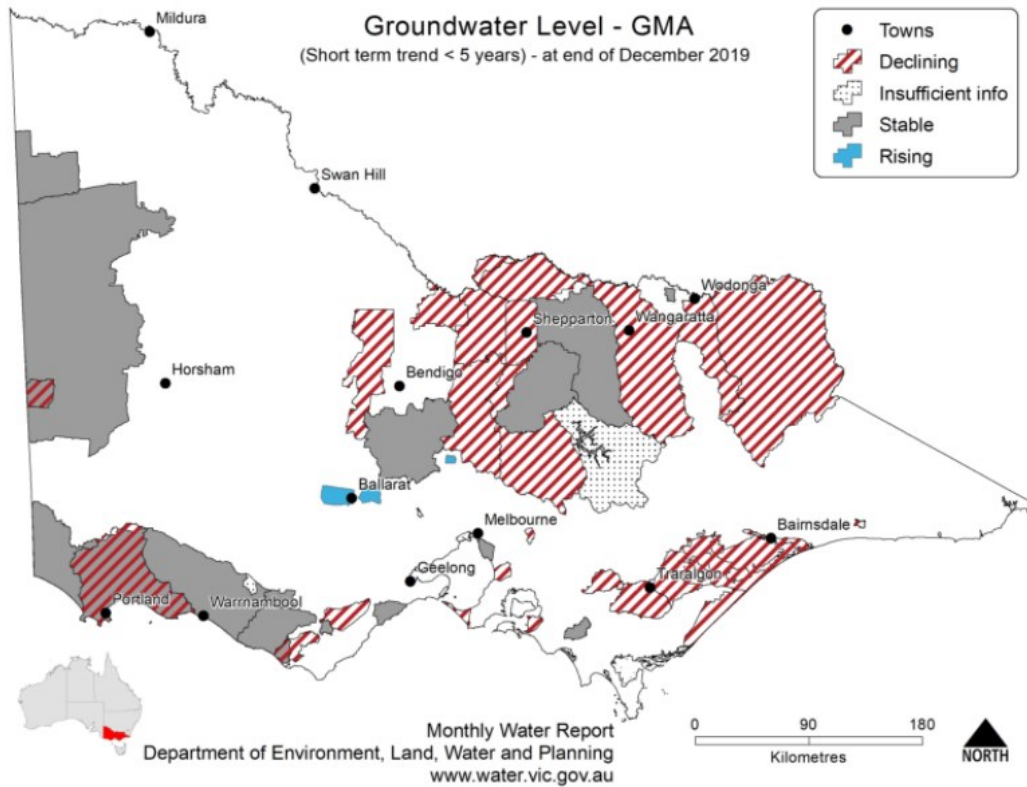 Groundwater Level - GMA
(Short term trend < 5 years) - at end of December 2019
Towns
Declining
Insufficient info
Stable
Rising
Mildura
Swan Hill
Wodonga
Shepparton
Wangaratta
Horsham
Bendigo
Ballarat
Melbourne
Bairnsdale
Geelong
Traralgon
Portland
Warrnambool
Monthly Water Report
Department of Environment, Land, Water and Planning
www.water.vic.gov.au
0 90 180
Kilometres
NORTH